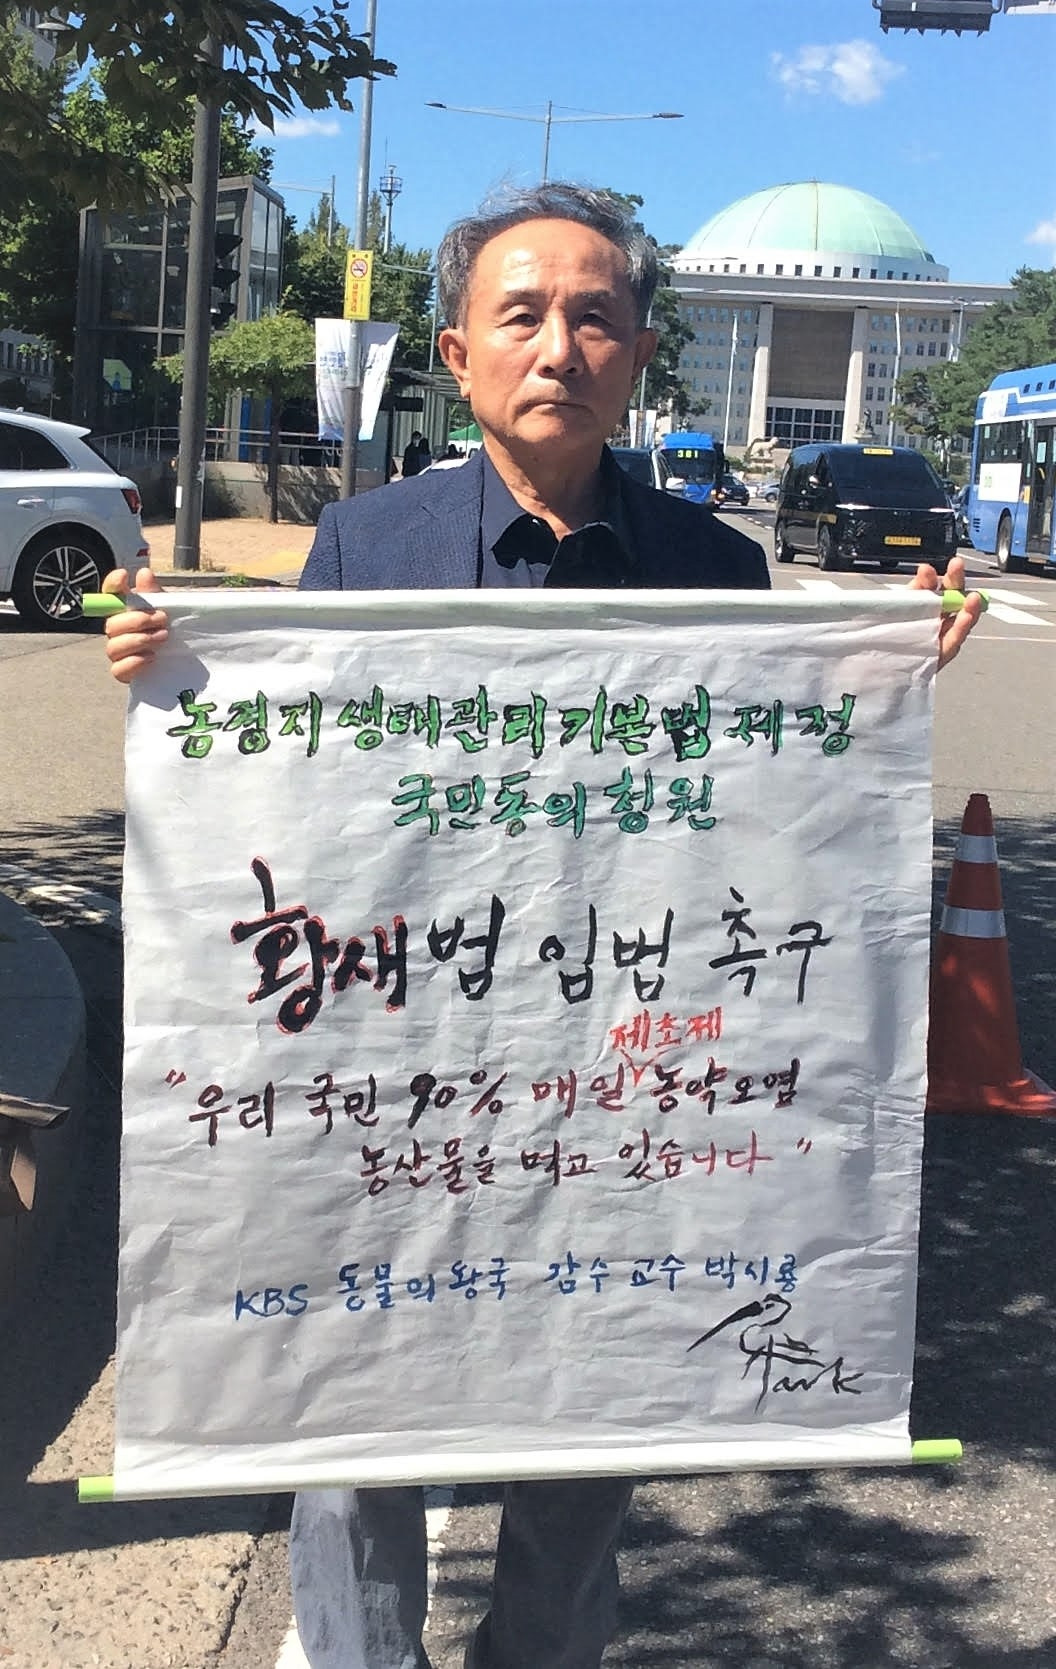 381
농경지 생태관리기본법 제정
국민동의 청원
황새법 입법 촉구
제초제
"우리 국민 90% 매일 농약오염
농산물을 먹고 있습니다"
KBS 동물의 왕국 감수 교수 박시룡
Park